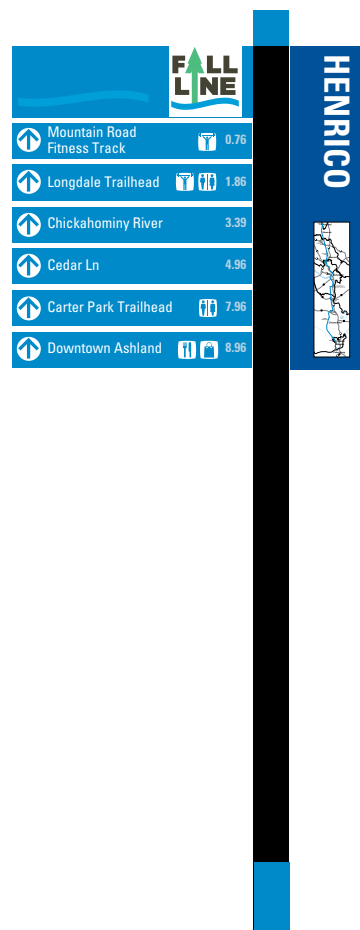 FALL
LINE
HENRICO
Mountain Road
Fitness Track
0.76
Longdale Trailhead
1.86
Chickahominy River
3.39
Cedar Ln
4.96
Carter Park Trailhead
7.96
Downtown Ashland
8.96